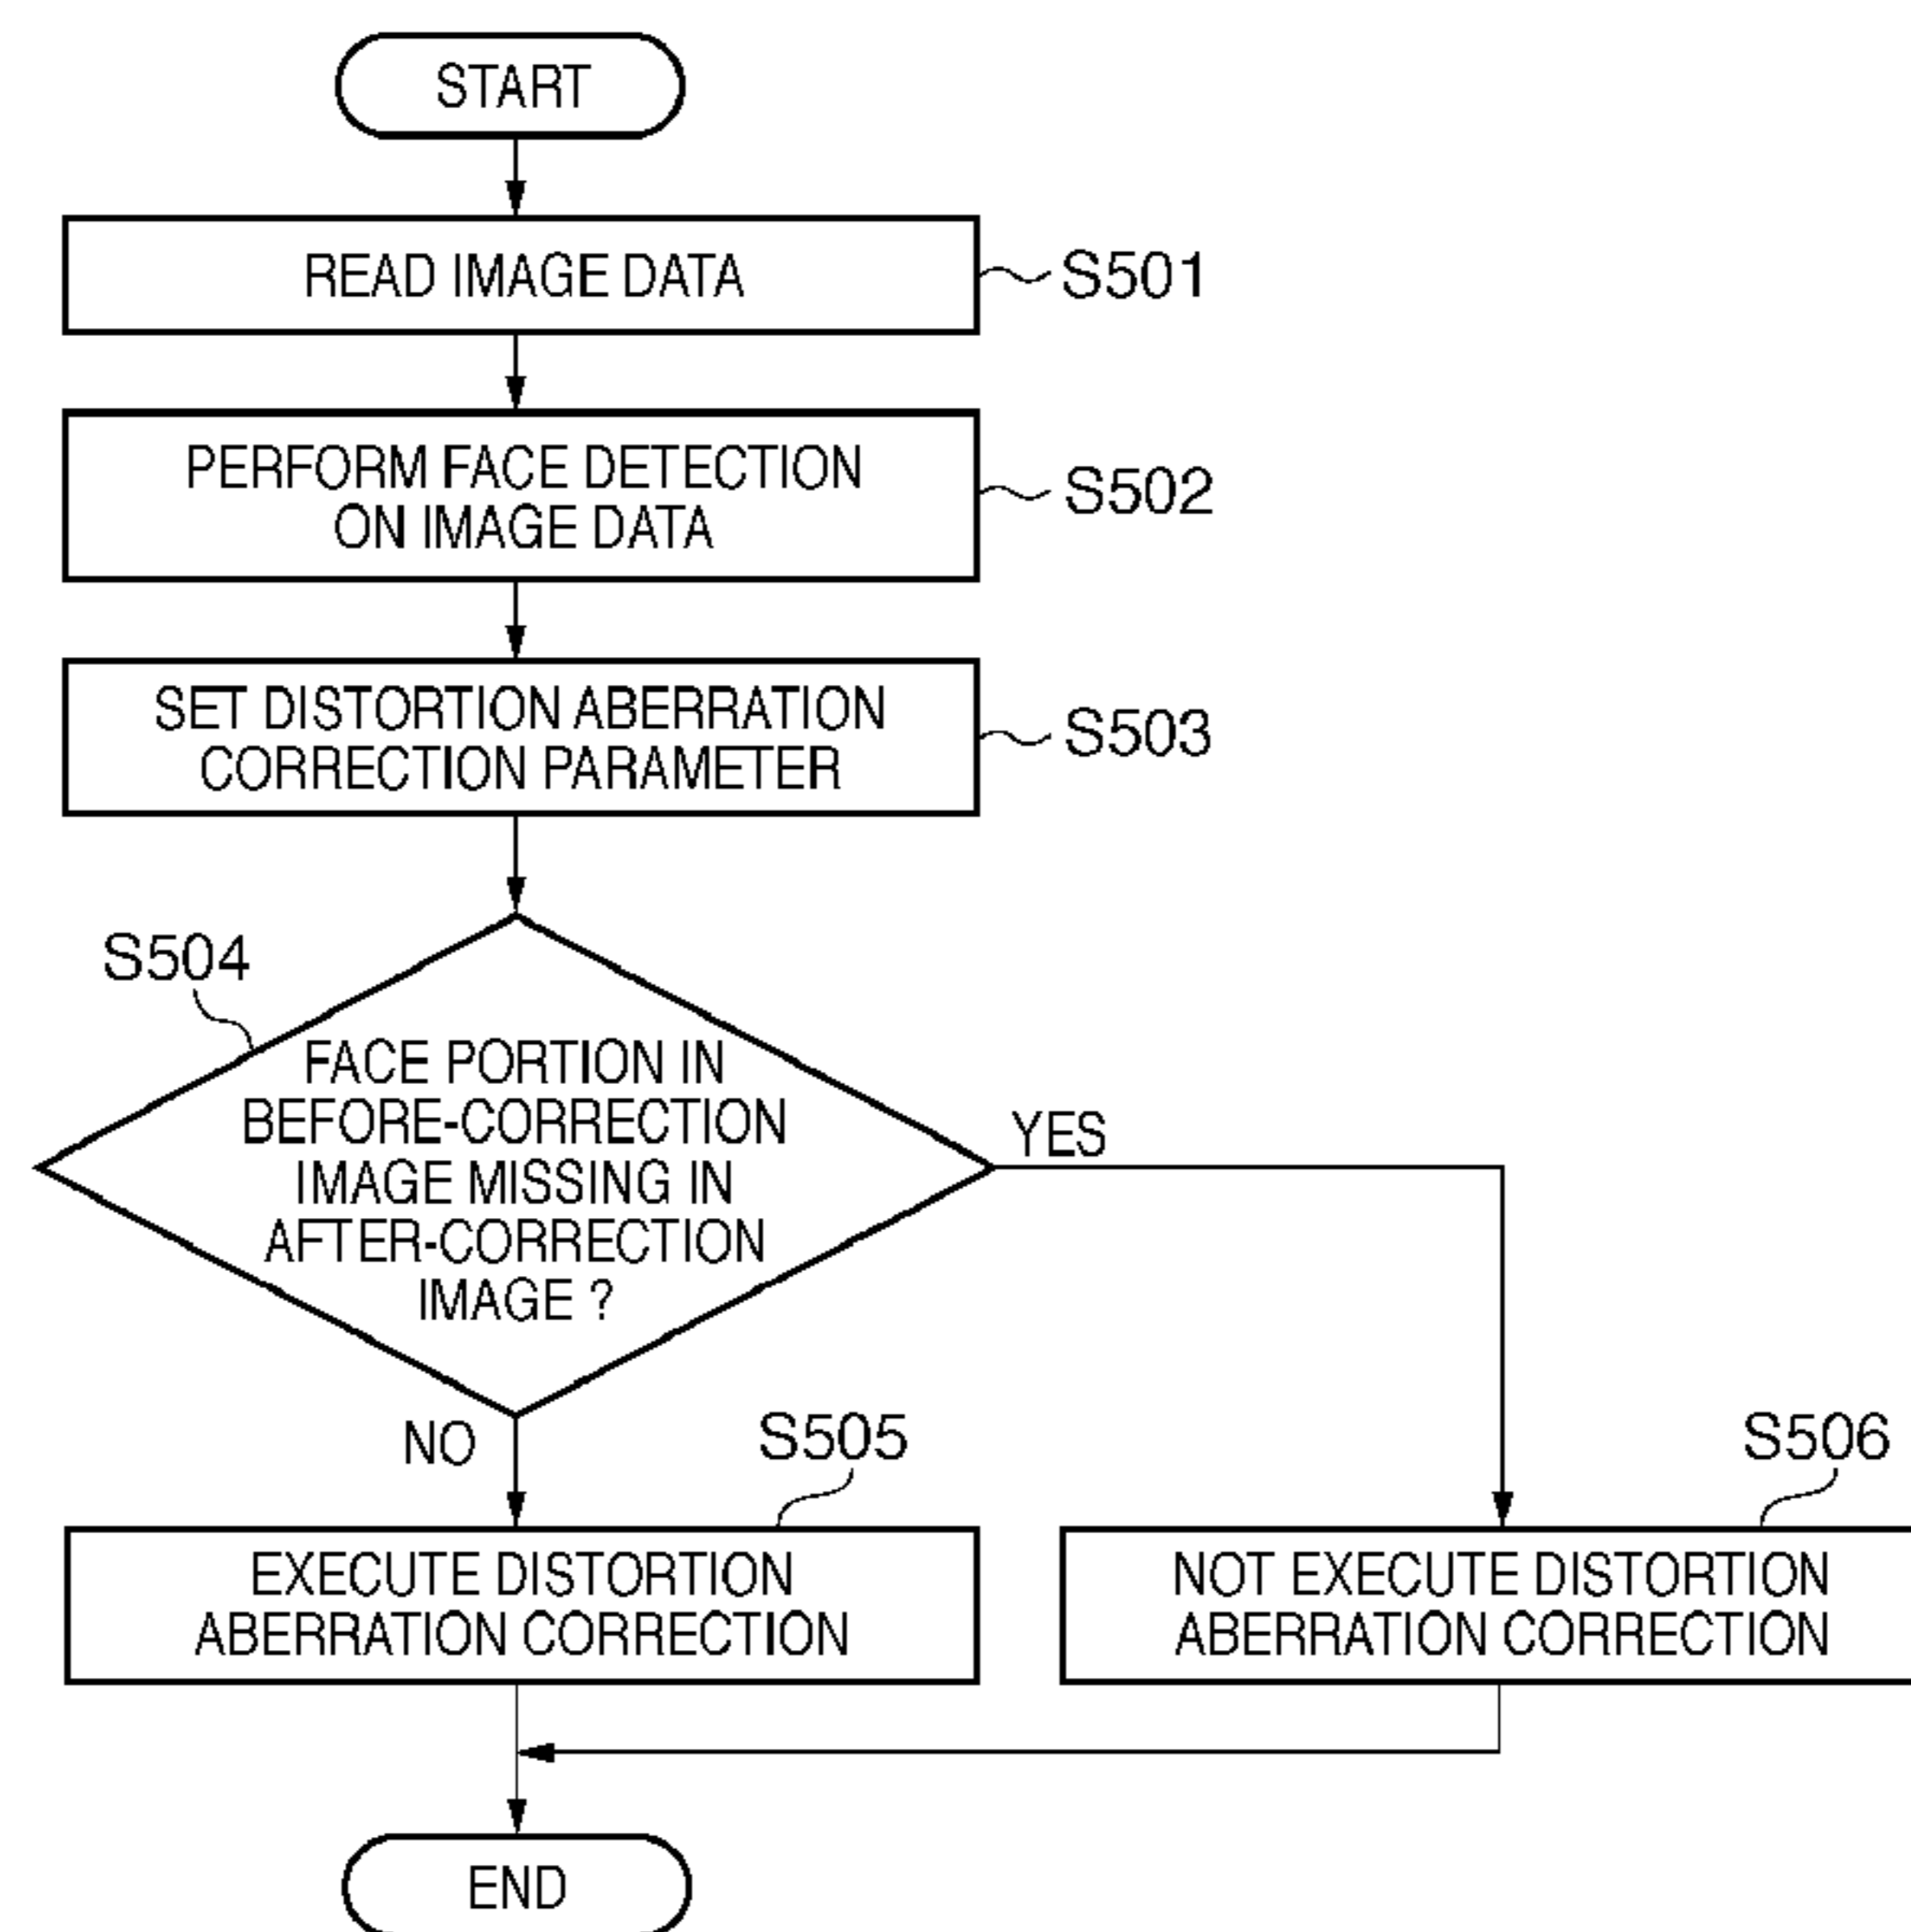 START
READ IMAGE DATA
S501
PERFORM FACE DETECTION
ON IMAGE DATA
S502
SET DISTORTION ABERRATION
CORRECTION PARAMETER
S503
S504
FACE PORTION IN
BEFORE-CORRECTION
IMAGE MISSING IN
AFTER-CORRECTION
IMAGE ?
YES
NO
S505
EXECUTE DISTORTION
ABERRATION CORRECTION
S506
NOT EXECUTE DISTORTION
ABERRATION CORRECTION
END